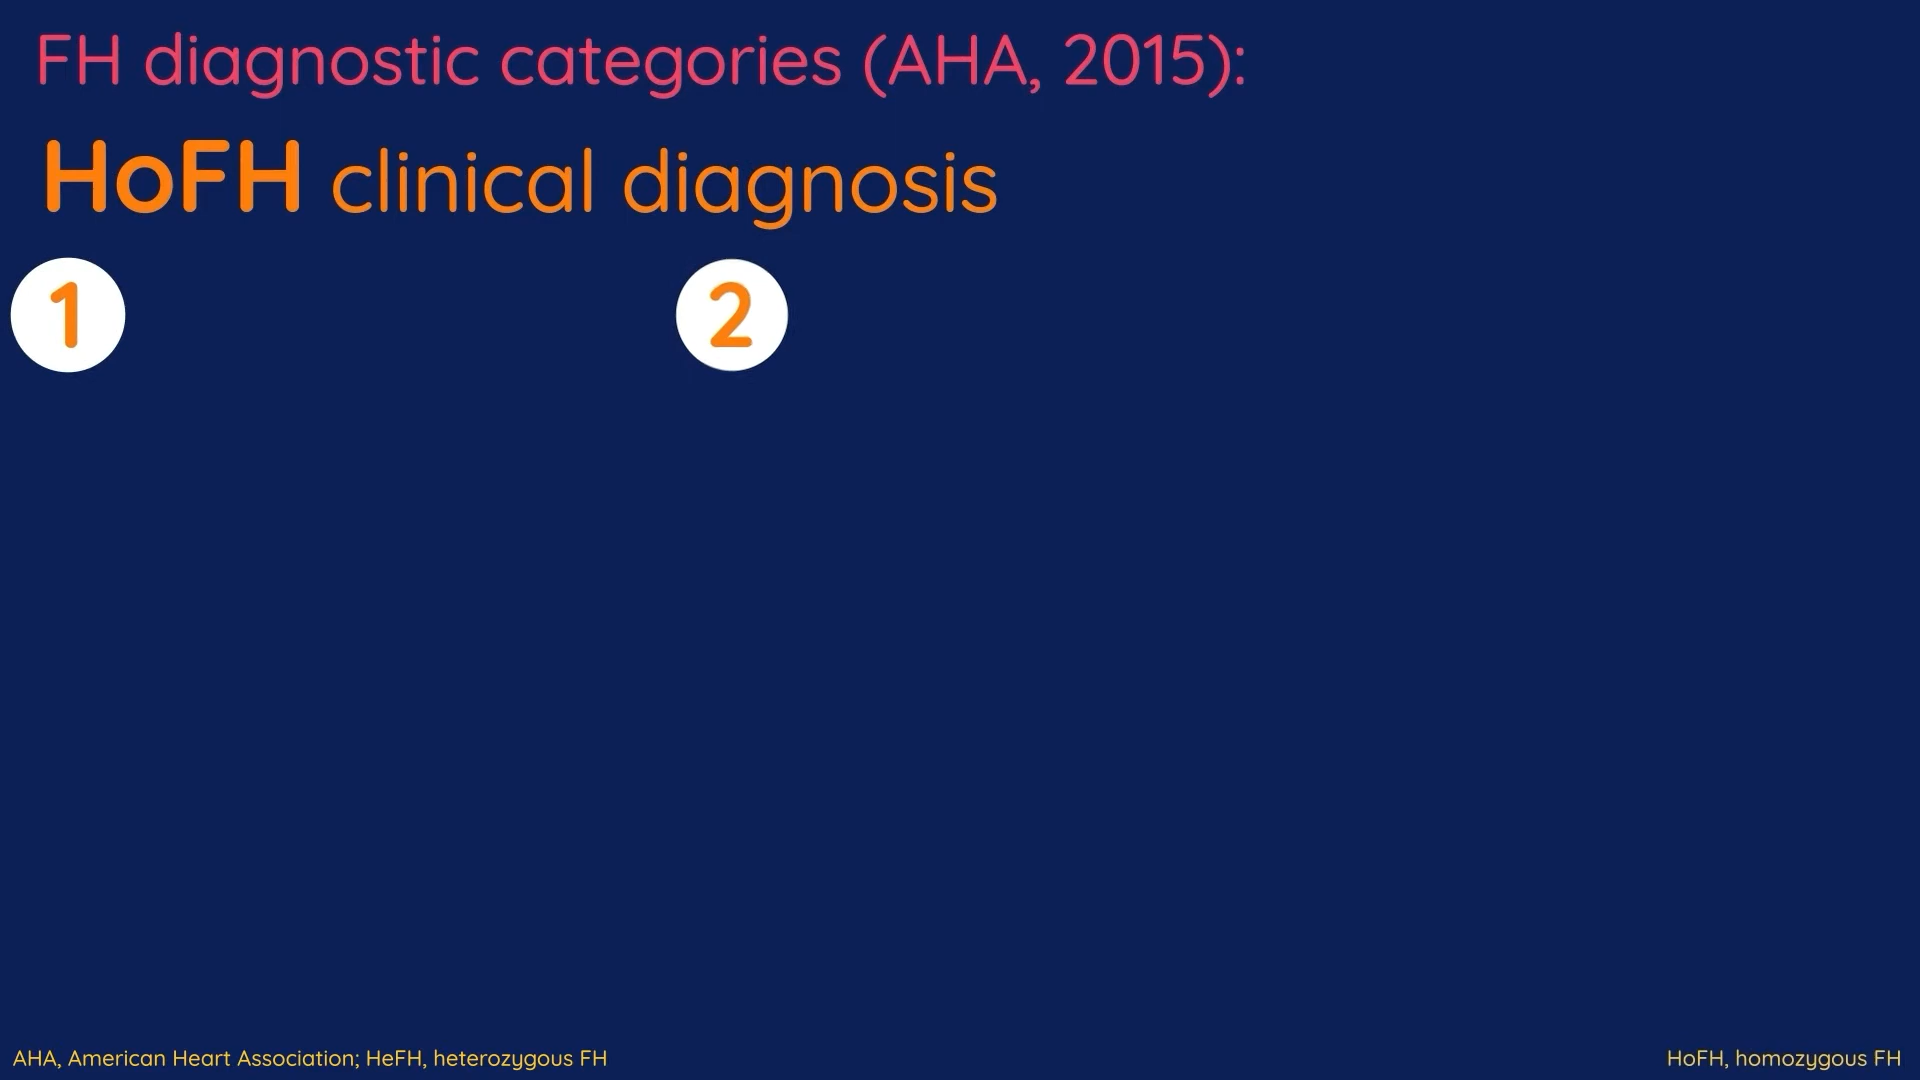 FH diagnostic categories (AHA, 2015):
HoFH clinical diagnosis
1
2
AHA, American Heart Association; HeFH, heterozygous FH
HoFH, homozygous FH